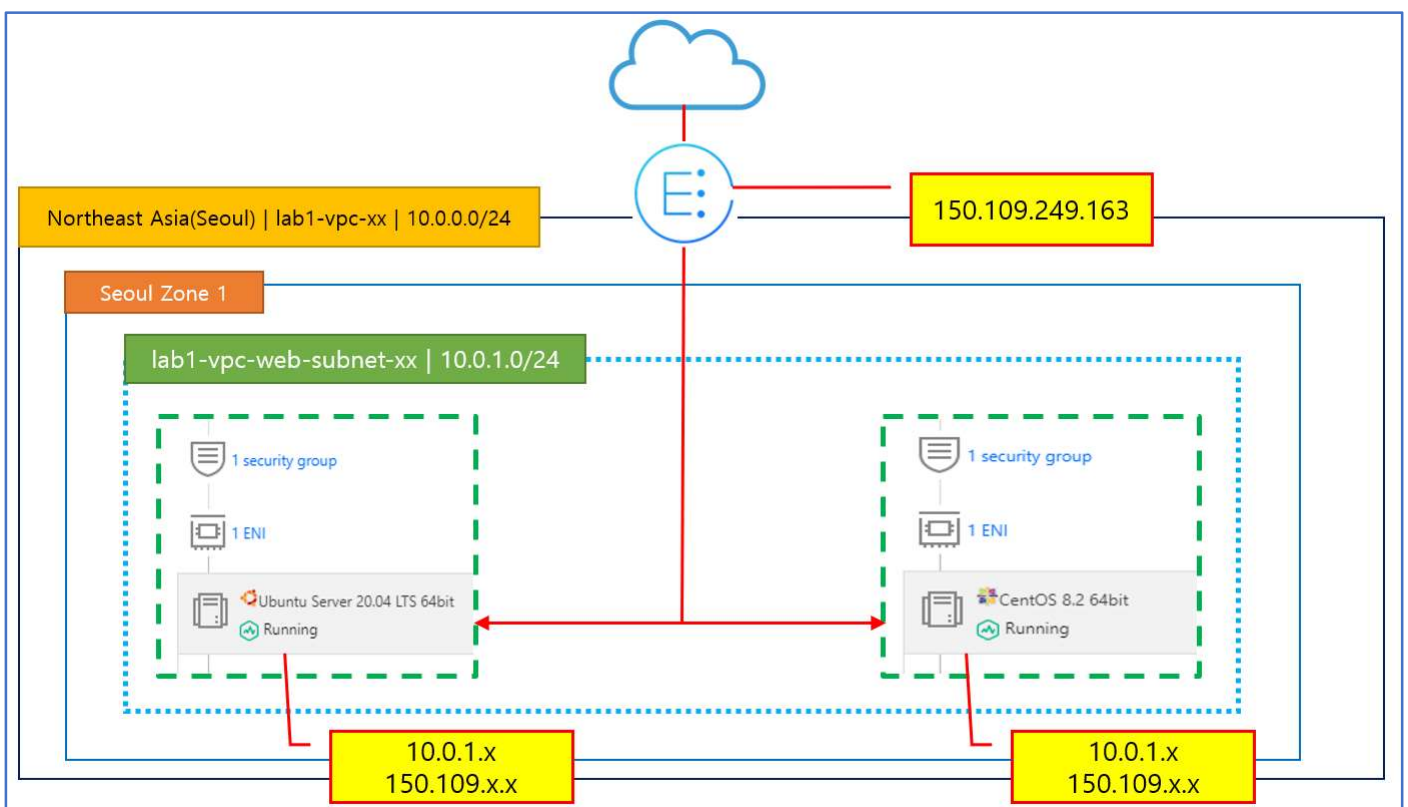 E:
150.109.249.163
Northeast Asia(Seoul) | lab1-vpc-xx | 10.0.0.0/24
Seoul Zone 1
lab1-vpc-web-subnet-xx | 10.0.1.0/24
1 security group
1 ENI
Ubuntu Server 20.04 LTS 64bit
Running
1 security group
1 ENI
CentOS 8.2 64bit
Running
10.0.1.x
150.109.x.x
10.0.1.x
150.109.x.x